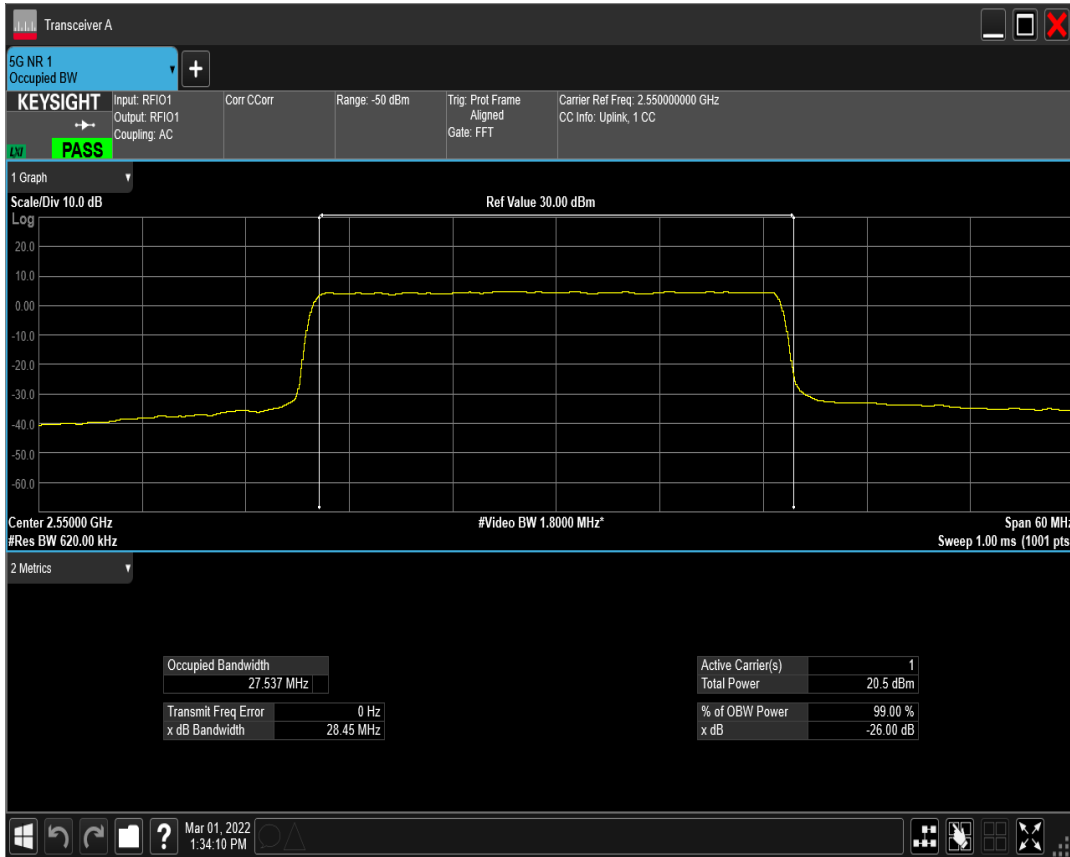 Transceiver A
5G NR 1
Occupied BW
+
KEYSIGHT
LXI
PASS
Input: RFIO1
Output: RFIO1
Coupling: AC
Corr CCorr
Range: -50 dBm
Trig: Prot Frame
Aligned
Gate: FFT
Carrier Ref Freq: 2.550000000 GHz
CC Info: Uplink, 1 CC
1 Graph
Scale/Div 10.0 dB
Ref Value 30.00 dBm
Log
20.0
10.0
0.00
-10.0
-20.0
-30.0
-40.0
-50.0
-60.0
Center 2.55000 GHz
#Video BW 1.8000 MHz*
Span 60 MHz
#Res BW 620.00 kHz
Sweep 1.00 ms (1001 pts
2 Metrics
Occupied Bandwidth
27.537 MHz
Transmit Freq Error 0 Hz
x dB Bandwidth 28.45 MHz
Active Carrier(s) 1
Total Power 20.5 dBm
% of OBW Power 99.00 %
x dB -26.00 dB
?
Mar 01, 2022
1:34:10 PM